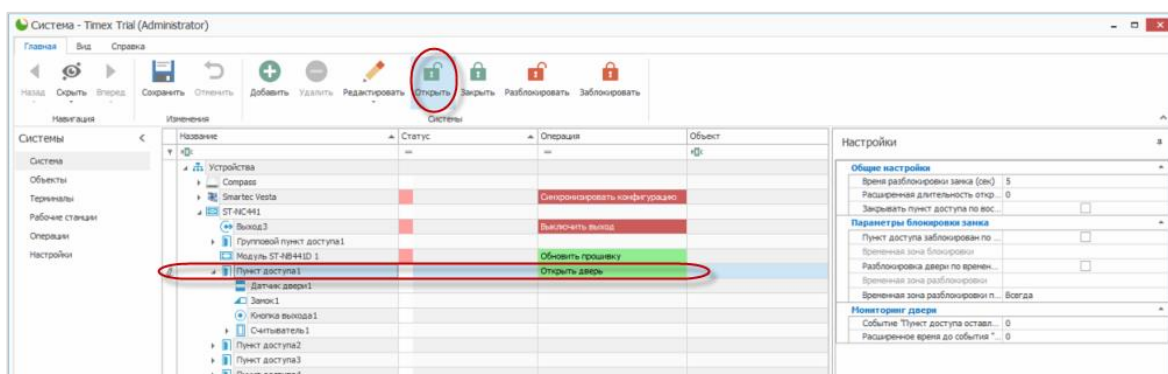 Система - Timex Trial (Administrator)
Главная Вид Справка
Назад Скрыть Вперед Сохранить Отменить Добавить Удалить Редактировать Открыть Закрыть Разблокировать Заблокировать
Навигация Изменения Системы
Системы
Система
Объекты
Терминалы
Рабочие станции
Операции
Настройки
Название Статус Операция Объект
Устройства
Compass
Smartec Vesta Синхронизировать конфигурацию
ST-NC441
Выход3 Выключить выход
Групповой пункт доступа1
Модуль ST-NB441D 1 Обновить прошивку
Пункт доступа1 Открыть дверь
Датчик двери1
Замок1
Кнопка выхода1
Считыватель1
Пункт доступа2
Пункт доступа3
Настройки
Общие настройки
Время разблокировки замка (сек) 5
Расширенная длительность откр... 0
Закрывать пункт доступа по вос...
Параметры блокировки замка
Пункт доступа заблокирован по ...
Временная зона блокировки
Разблокировка двери по времен...
Временная зона разблокировки
Временная зона разблокировки п... Всегда
Мониторинг двери
Событие "Пункт доступа оставл... 0
Расширенное время до события "... 0